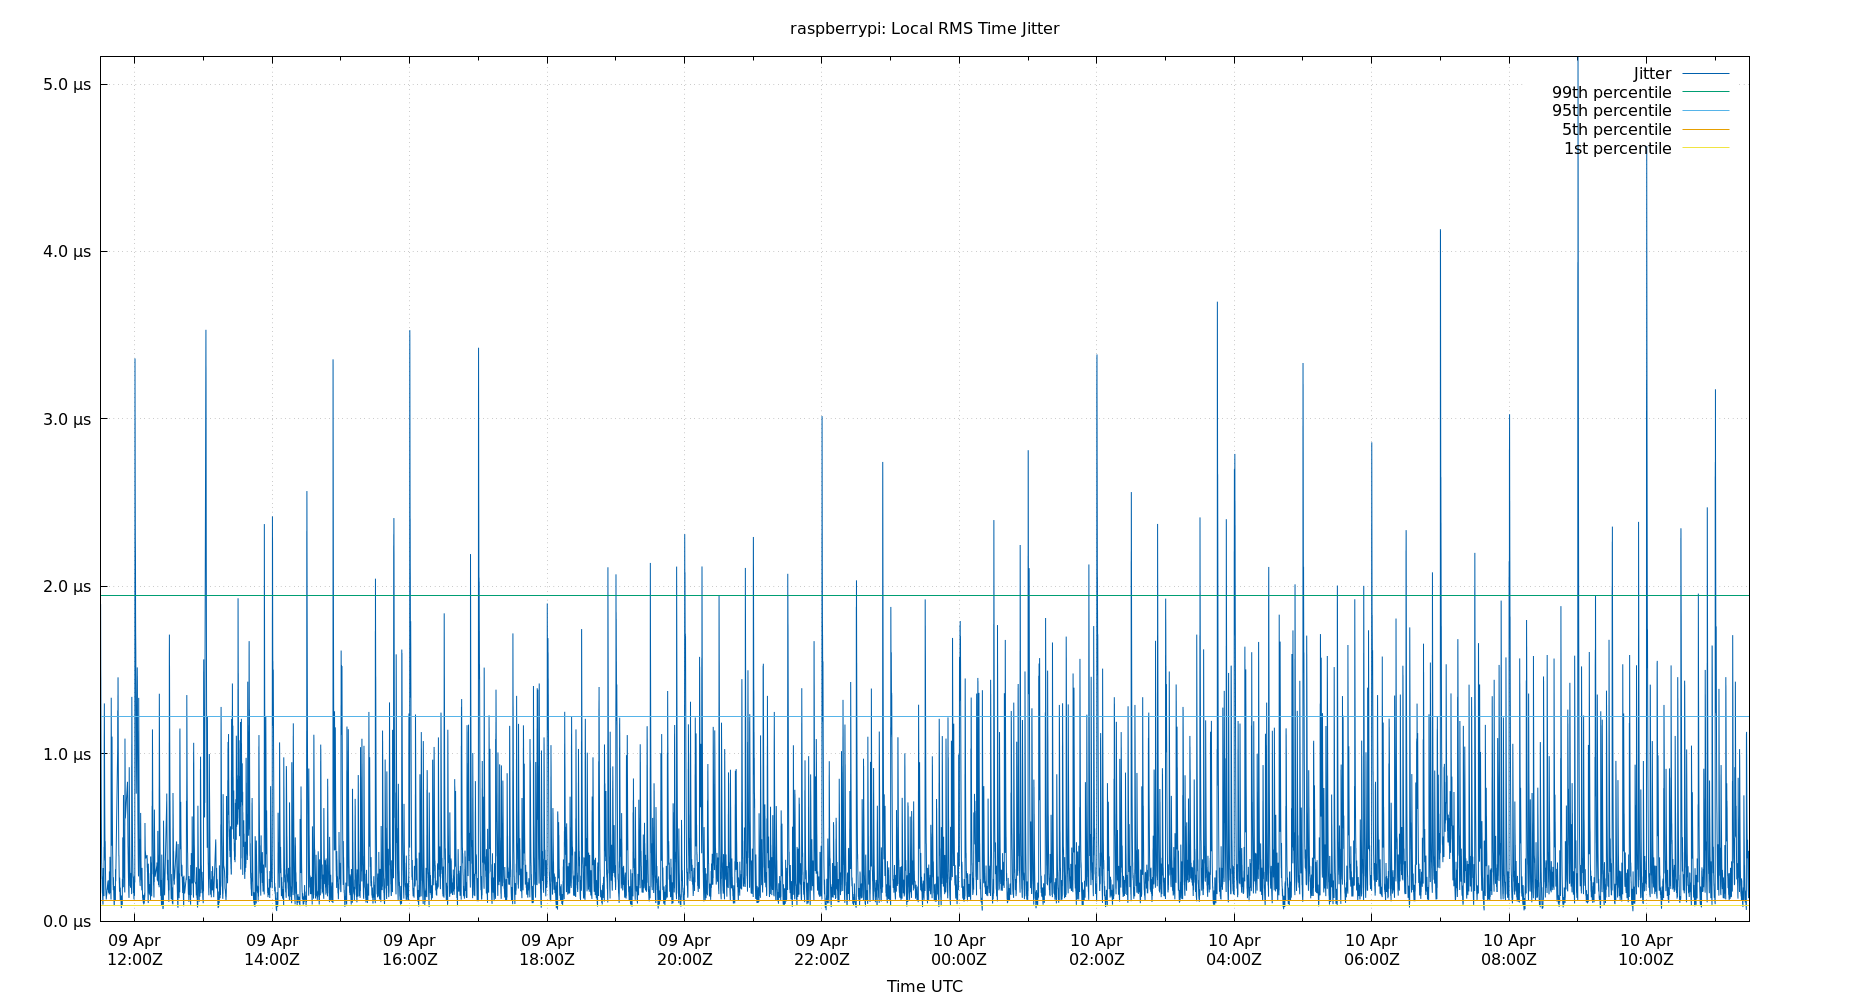 raspberrypi: Local RMS Time Jitter
5.0 µs
4.0 µs
3.0 µs
2.0 µs
1.0 µs
0.0 µs
Jitter
99th percentile
95th percentile
5th percentile
1st percentile
09 Apr
12:00Z
09 Apr
14:00Z
09 Apr
16:00Z
09 Apr
18:00Z
09 Apr
20:00Z
09 Apr
22:00Z
10 Apr
00:00Z
10 Apr
02:00Z
10 Apr
04:00Z
10 Apr
06:00Z
10 Apr
08:00Z
10 Apr
10:00Z
Time UTC